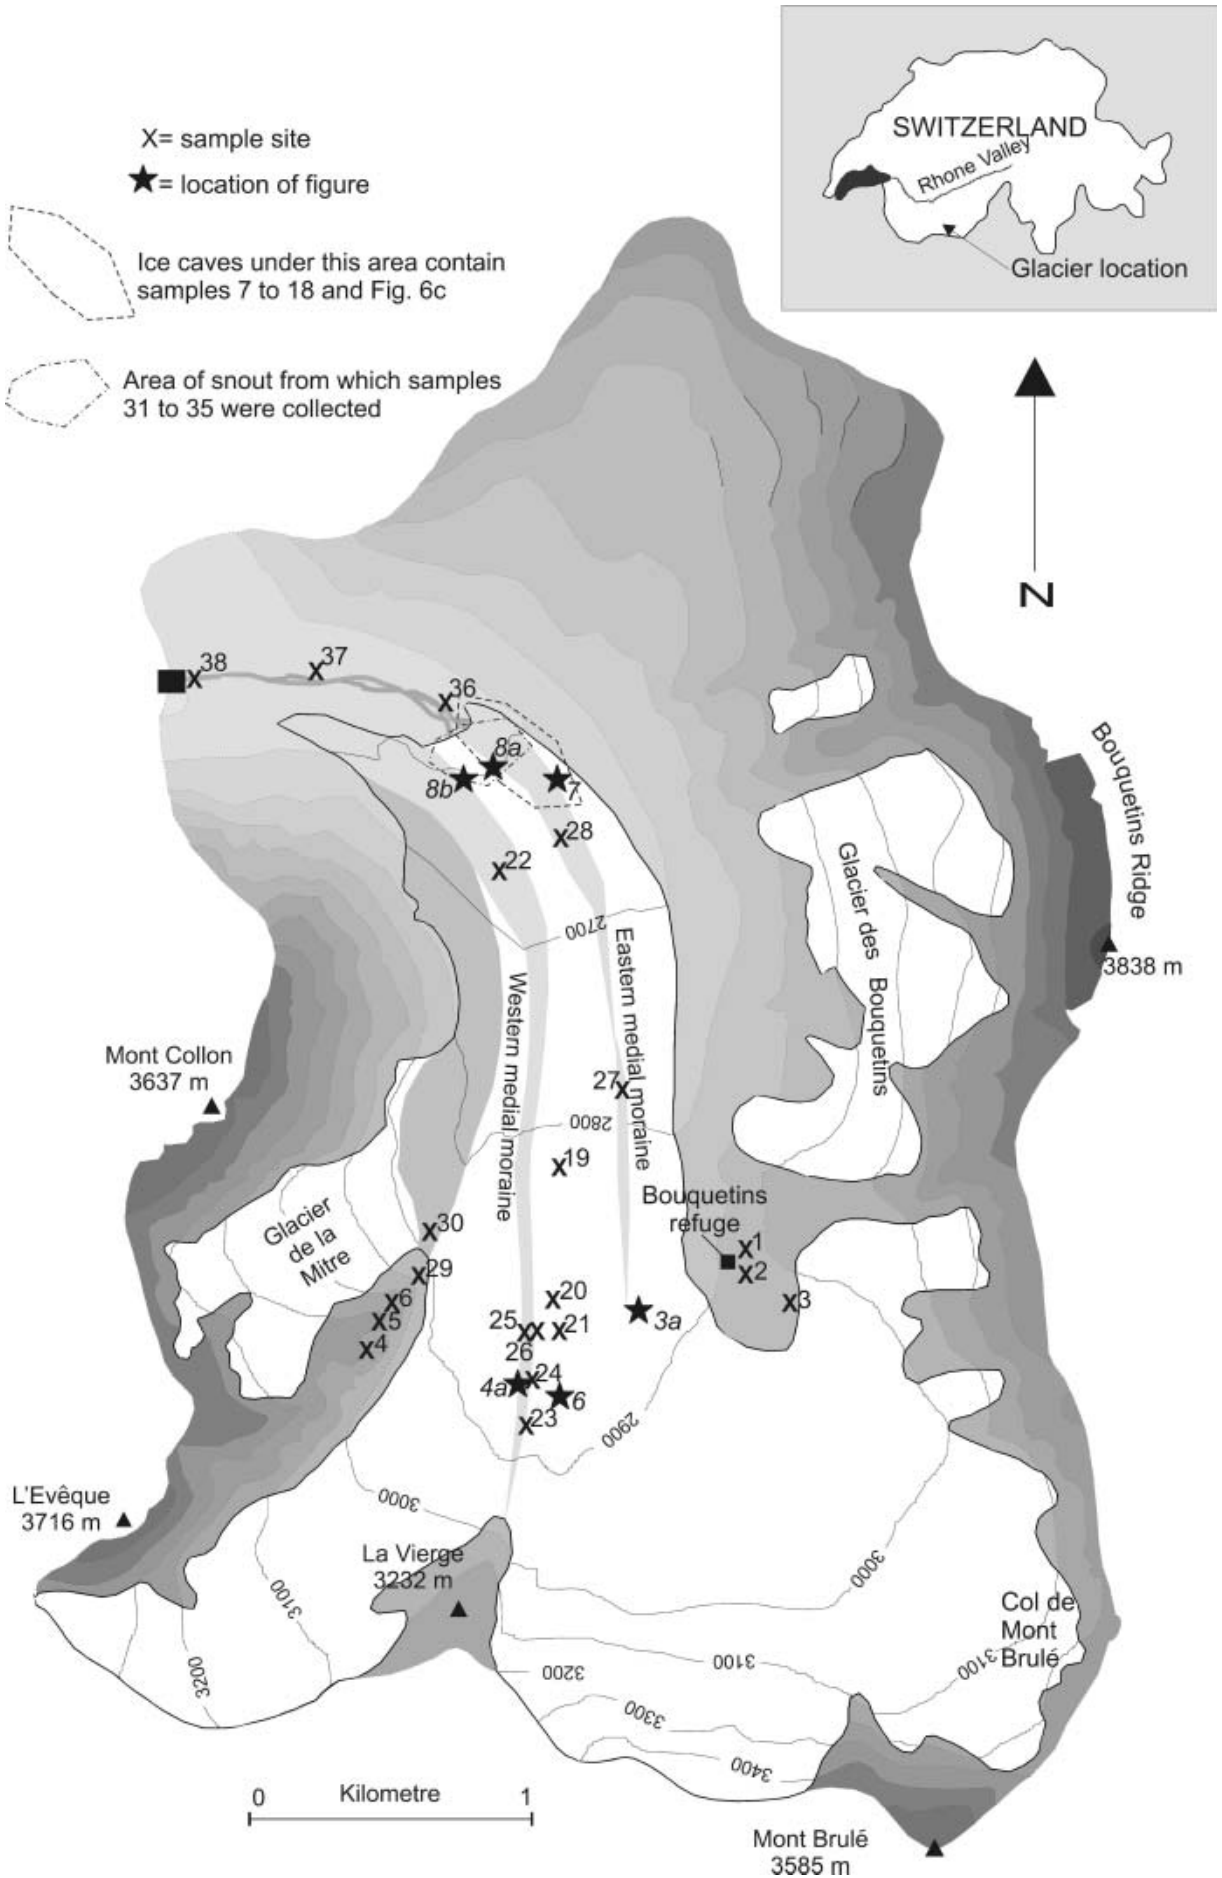 SWITZERLAND
Rhone Valley
Glacier location
X= sample site
★= location of figure
Ice caves under this area contain
samples 7 to 18 and Fig. 6c
Area of snout from which samples
31 to 35 were collected
N
38
37
36
8a
8b
7
28
22
2700
Western medial moraine
Eastern medial moraine
Glacier des Bouquetins
Bouquetins Ridge
3838 m
Mont Collon
3637 m
27
2800
19
Bouquetins
refuge
1
2
3
Glacier
de la
Mitre
30
29
6
5
4
20
25
21
26
3a
24
4a
6
23
2900
L'Evêque
3716 m
3000
La Vierge
3232 m
3000
3100
Col de
Mont
Brulé
3100
3200
3200
3100
3300
3400
0 Kilometre 1
Mont Brulé
3585 m